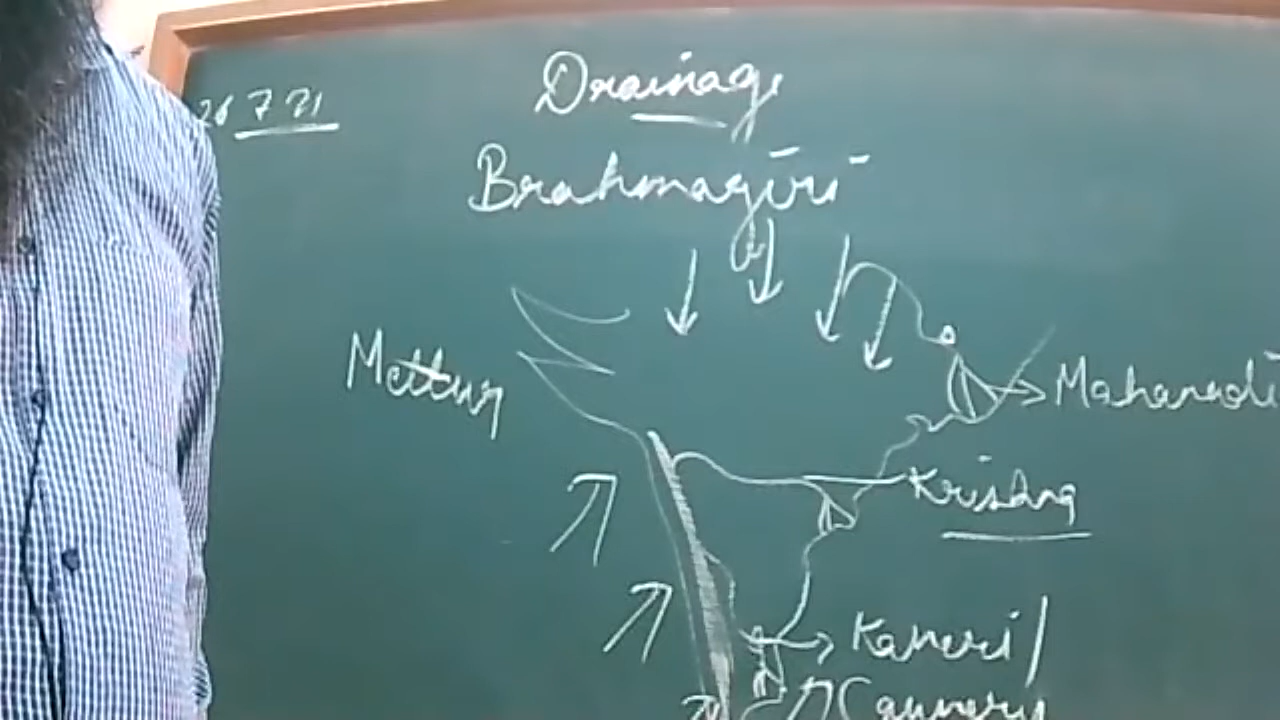 26 7 21
Drainage
Brahmagiri
Mettur
Mahanadi
Krishna
Kaveri/
Cauvery